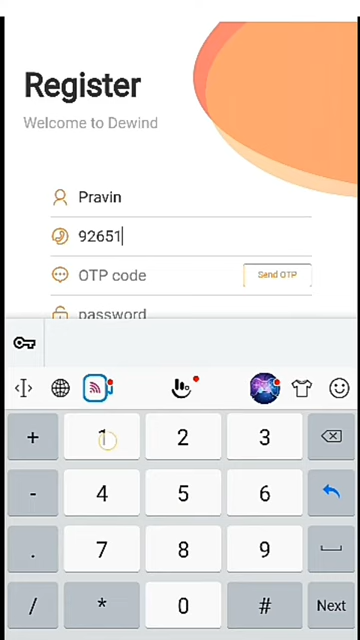 Register
Welcome to Dewind
Pravin
92651
OTP code
Send OTP
password
+ 1 2 3
- 4 5 6
. 7 8 9
/ * 0 # Next